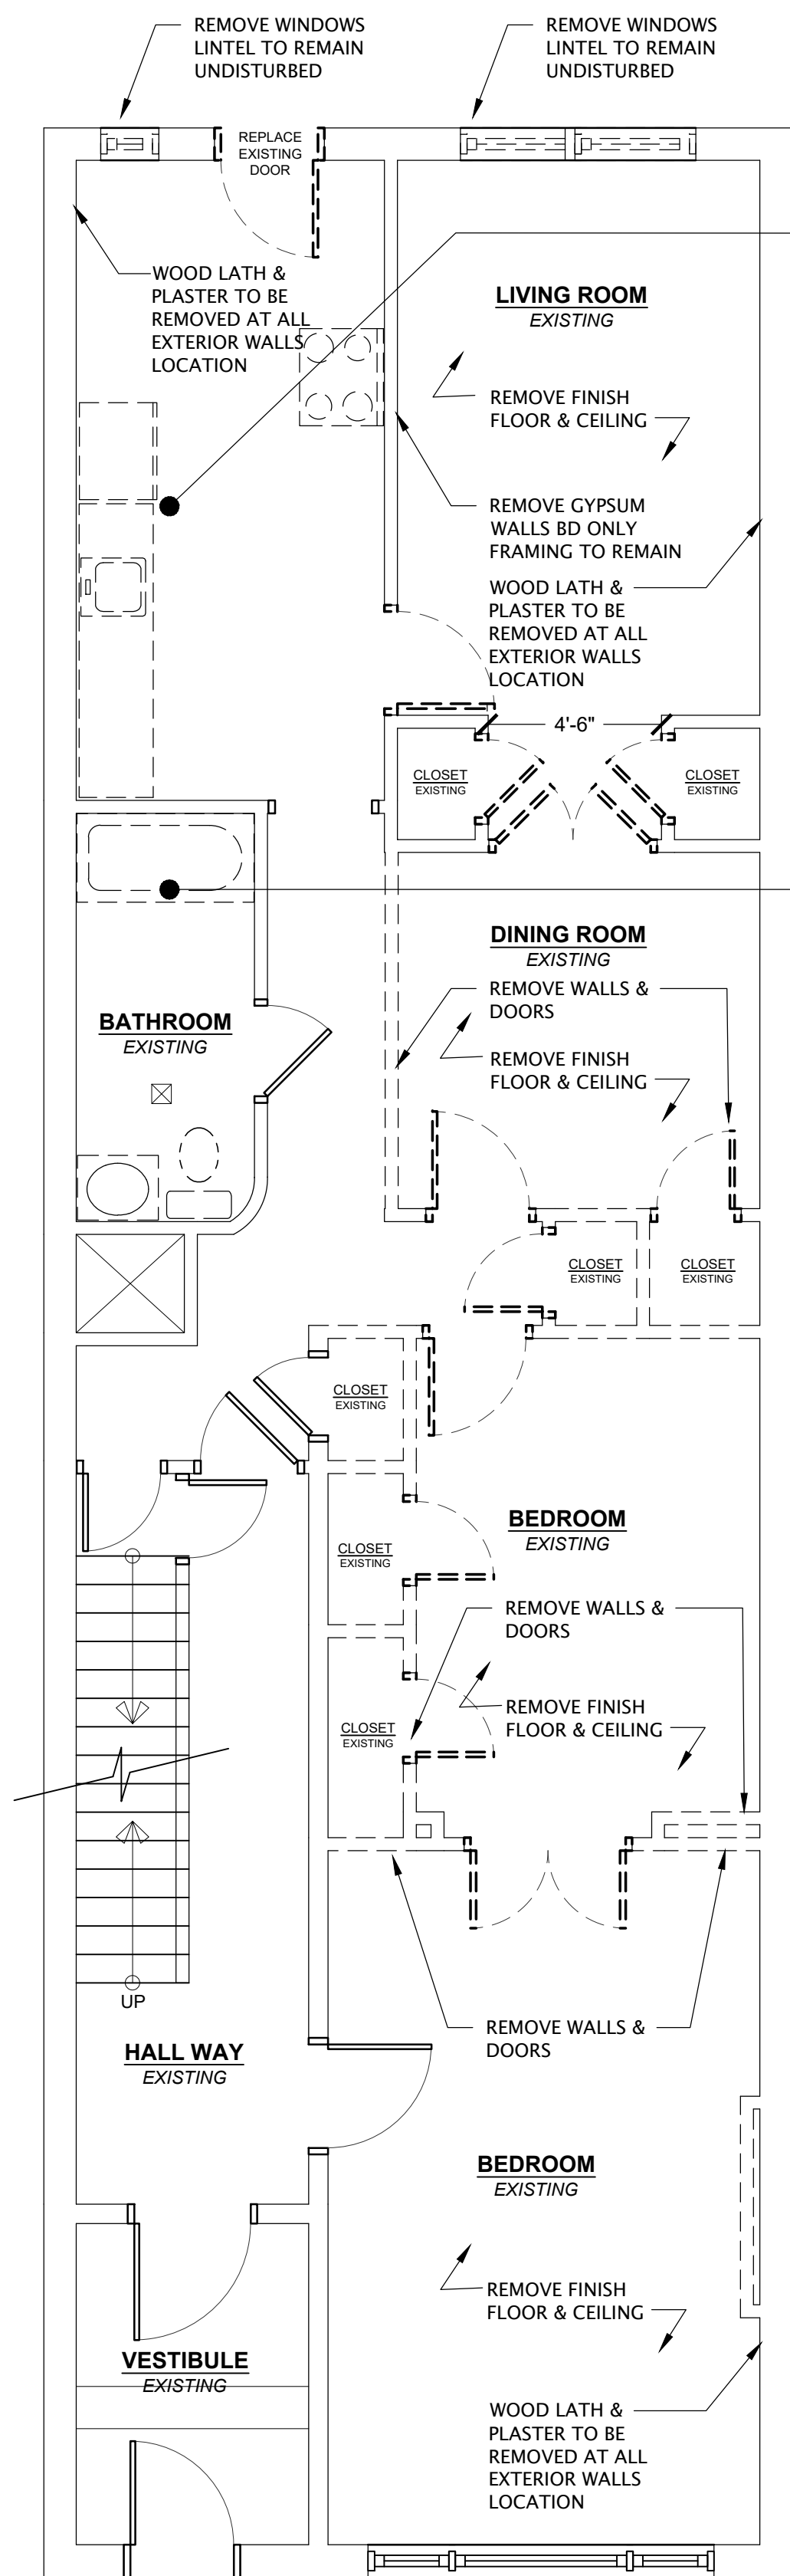 REMOVE WINDOWS
LINTEL TO REMAIN
UNDISTURBED
REMOVE WINDOWS
LINTEL TO REMAIN
UNDISTURBED
REPLACE
EXISTING
DOOR
WOOD LATH &
PLASTER TO BE
REMOVED AT ALL
EXTERIOR WALLS
LOCATION
LIVING ROOM
EXISTING
REMOVE FINISH
FLOOR & CEILING
REMOVE GYPSUM
WALLS BD ONLY
FRAMING TO REMAIN
WOOD LATH &
PLASTER TO BE
REMOVED AT ALL
EXTERIOR WALLS
LOCATION
4'-6"
CLOSET
EXISTING
CLOSET
EXISTING
DINING ROOM
EXISTING
REMOVE WALLS &
DOORS
REMOVE FINISH
FLOOR & CEILING
BATHROOM
EXISTING
CLOSET
EXISTING
CLOSET
EXISTING
CLOSET
EXISTING
BEDROOM
EXISTING
CLOSET
EXISTING
REMOVE WALLS &
DOORS
REMOVE FINISH
FLOOR & CEILING
CLOSET
EXISTING
UP
REMOVE WALLS &
DOORS
HALL WAY
EXISTING
BEDROOM
EXISTING
REMOVE FINISH
FLOOR & CEILING
VESTIBULE
EXISTING
WOOD LATH &
PLASTER TO BE
REMOVED AT ALL
EXTERIOR WALLS
LOCATION